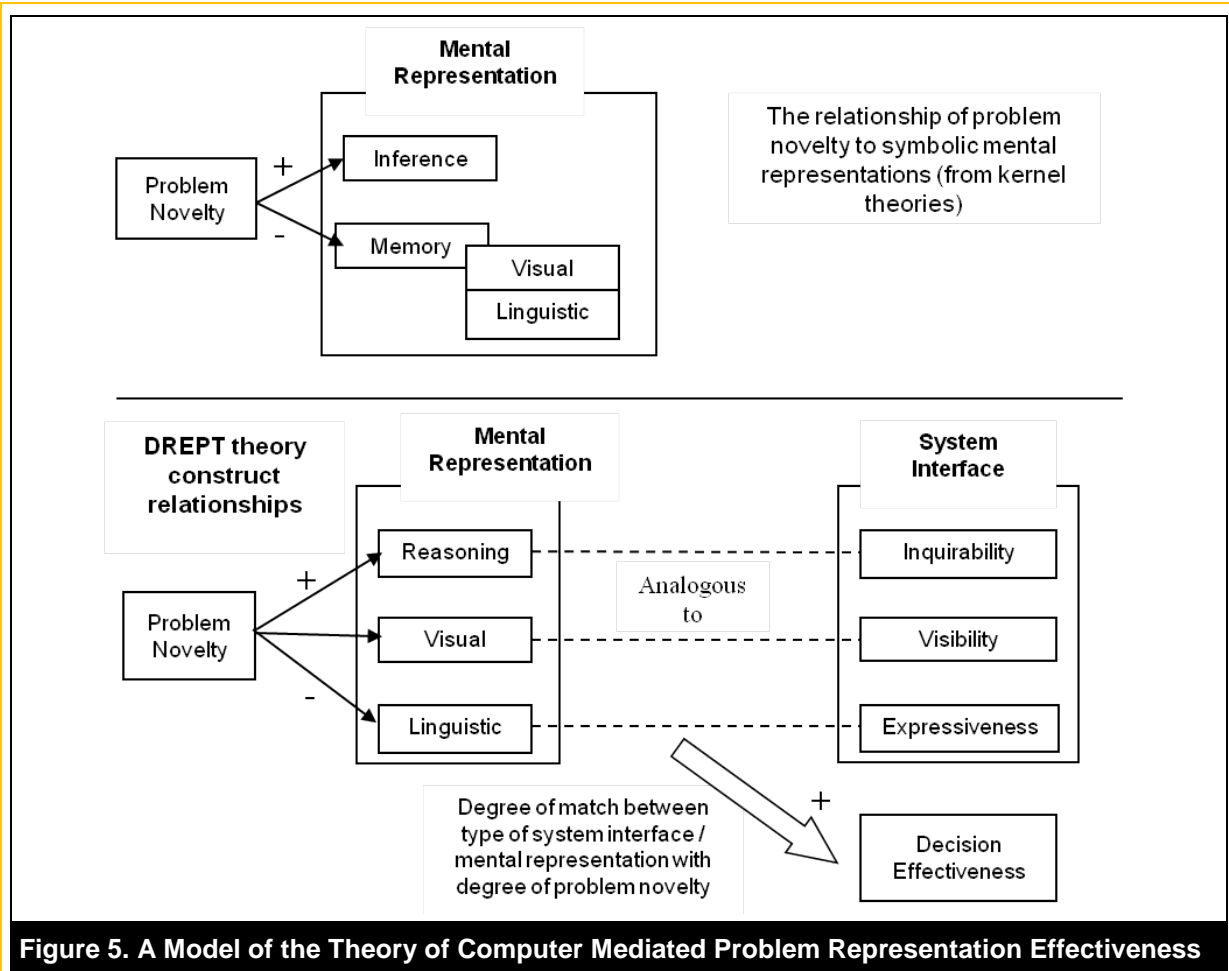 Mental
Representation
The relationship of problem
novelty to symbolic mental
representations (from kernel
theories)
Problem
Novelty
+
-
Inference
Memory
Visual
Linguistic
DREPT theory
construct
relationships
Mental
Representation
System
Interface
Problem
Novelty
+
-
Reasoning
Visual
Linguistic
Analogous
to
Inquirability
Visibility
Expressiveness
Degree of match between
type of system interface /
mental representation with
degree of problem novelty
+
Decision
Effectiveness
Figure 5. A Model of the Theory of Computer Mediated Problem Representation Effectiveness